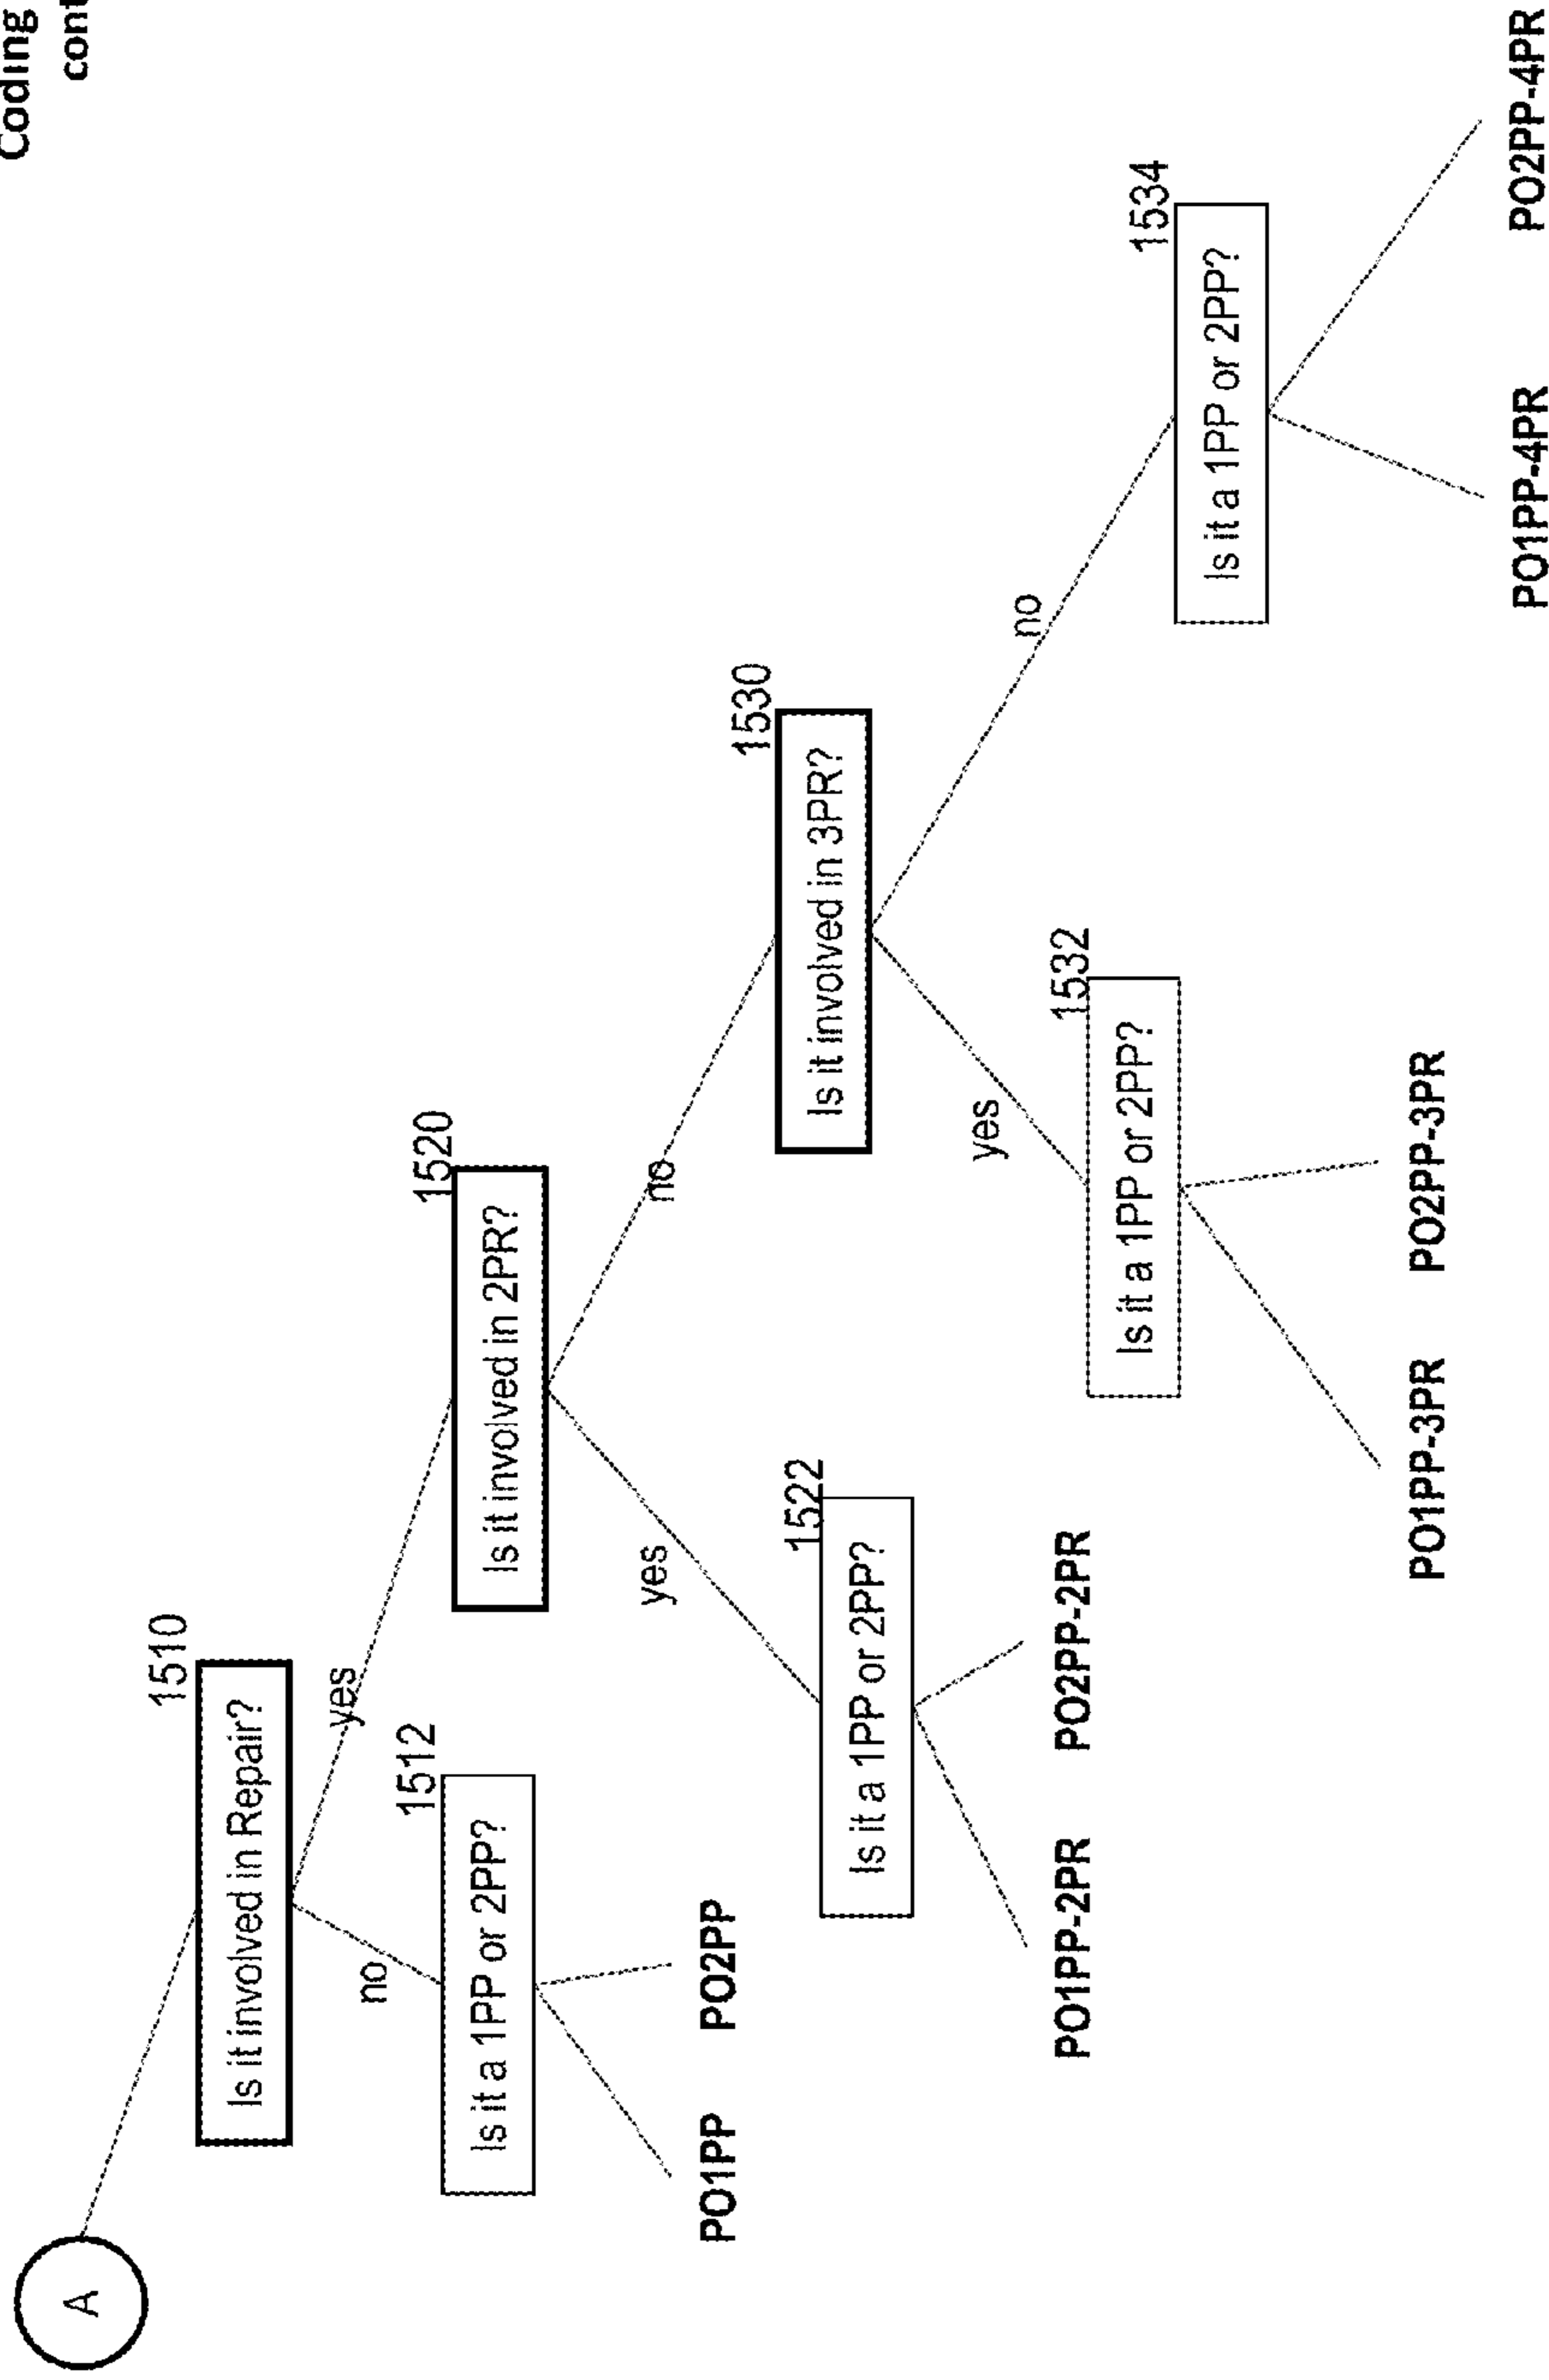 Coding
A
1510
Is it involved in Repair?
yes
no
1512
Is it a 1PP or 2PP?
PO1PP
PO2PP
1520
Is it involved in 2PR?
yes
no
1522
Is it a 1PP or 2PP?
PO1PP-2PR
PO2PP-2PR
1530
Is it involved in 3PR?
yes
no
1532
Is it a 1PP or 2PP?
PO1PP-3PR
PO2PP-3PR
1534
Is it a 1PP or 2PP?
PO1PP-4PR
PO2PP-4PR